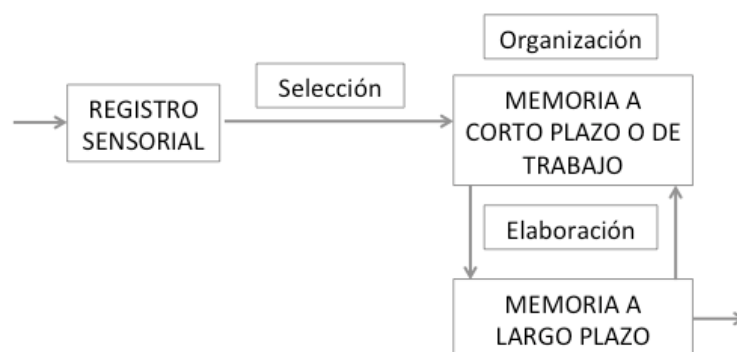 Organización
Selección
REGISTRO
SENSORIAL
MEMORIA A
CORTO PLAZO O DE
TRABAJO
Elaboración
MEMORIA A
LARGO PLAZO